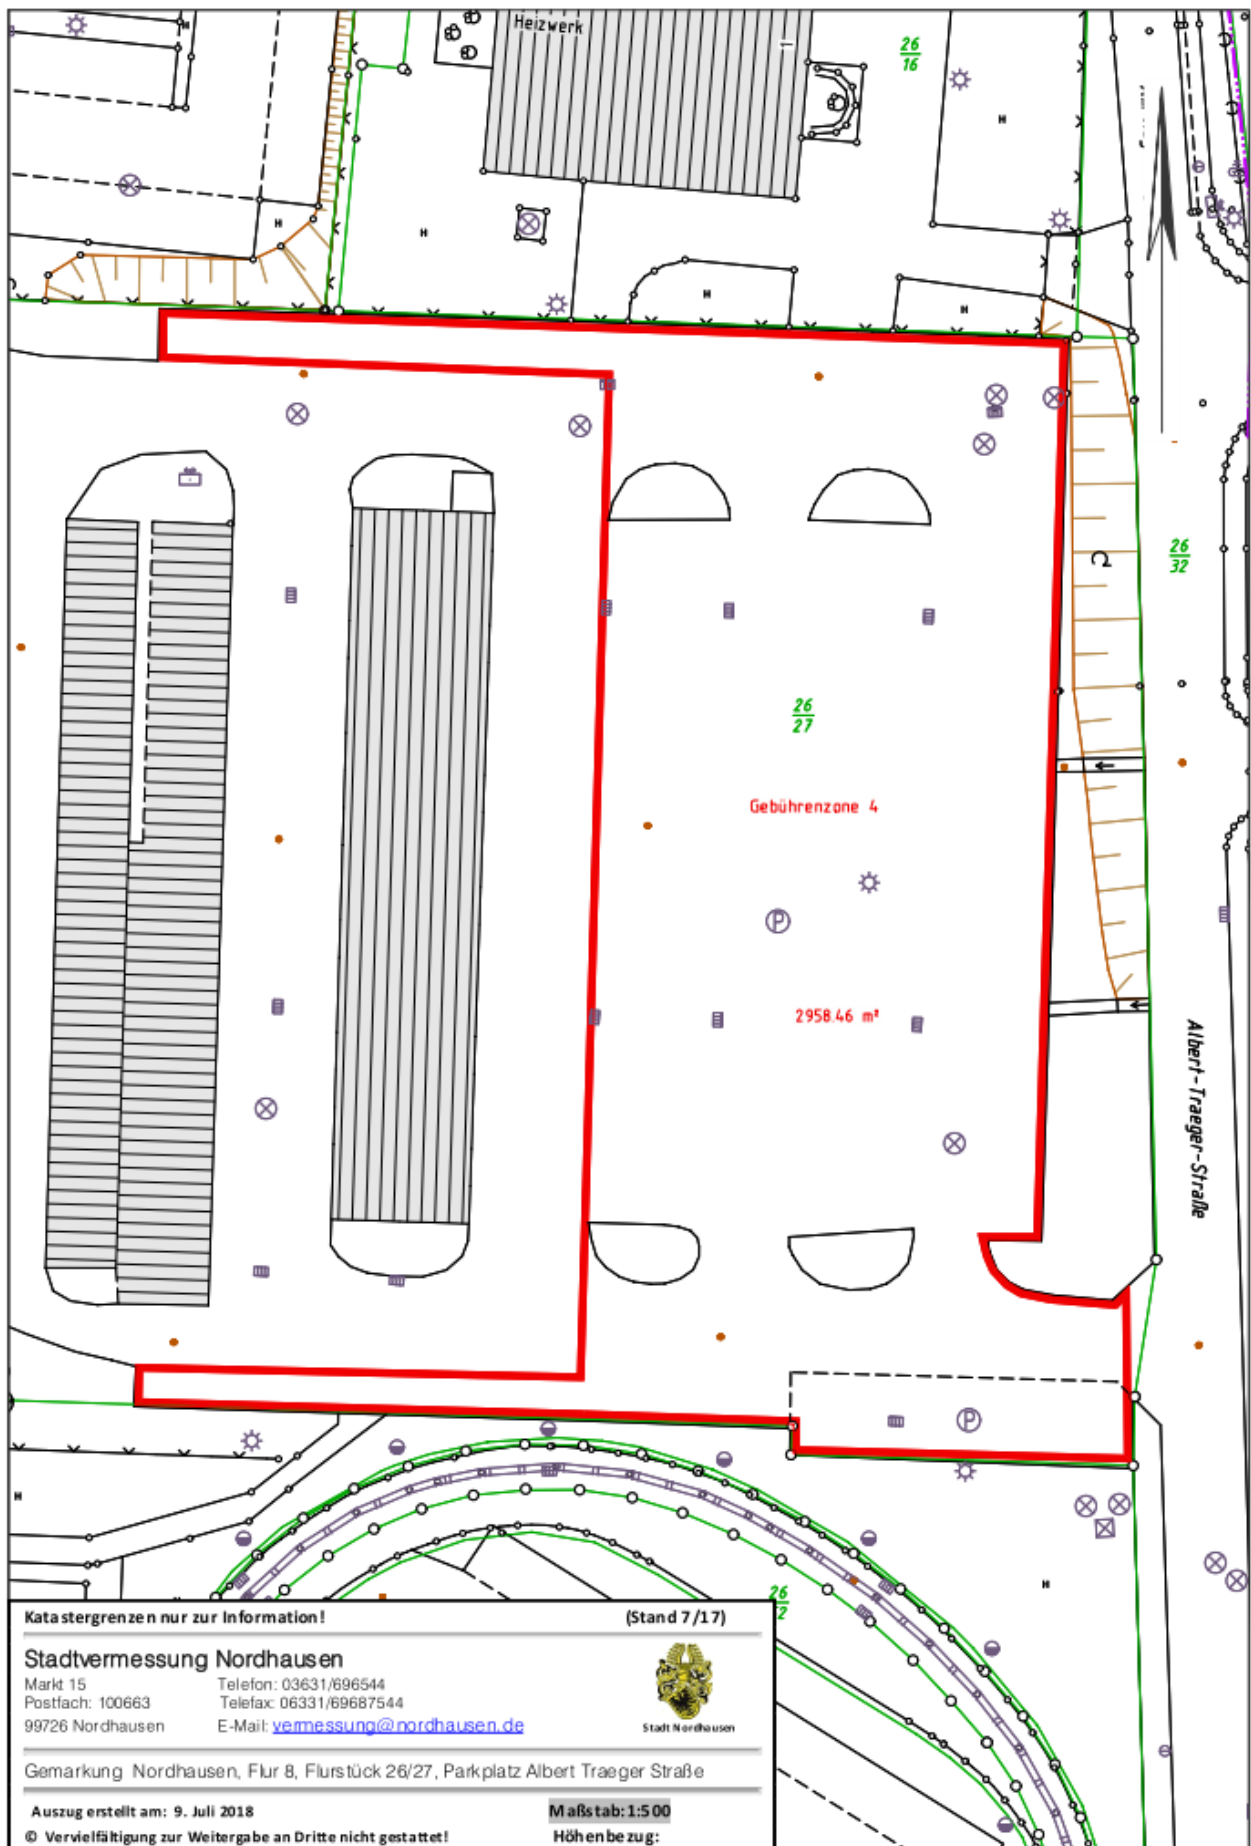 Heizwerk
1
26
16
H
H
H
H
H
H
26
32
26
27
Gebührenzone 4
P
2958.46 m²
Albert-Traeger-Straße
P
H
H
26
Katastergrenzen nur zur Information!
(Stand 7/17)
Stadtvermessung Nordhausen
Markt 15
Telefon: 03631/696544
Postfach: 100663
Telefax: 06331/69687544
99726 Nordhausen
E-Mail: vermessung@nordhausen.de
Stadt Nordhausen
Gemarkung Nordhausen, Flur 8, Flurstück 26/27, Parkplatz Albert Traeger Straße
Auszug erstellt am: 9. Juli 2018
Maßstab:1:500
© Vervielfältigung zur Weitergabe an Dritte nicht gestattet!
Höhenbezug: